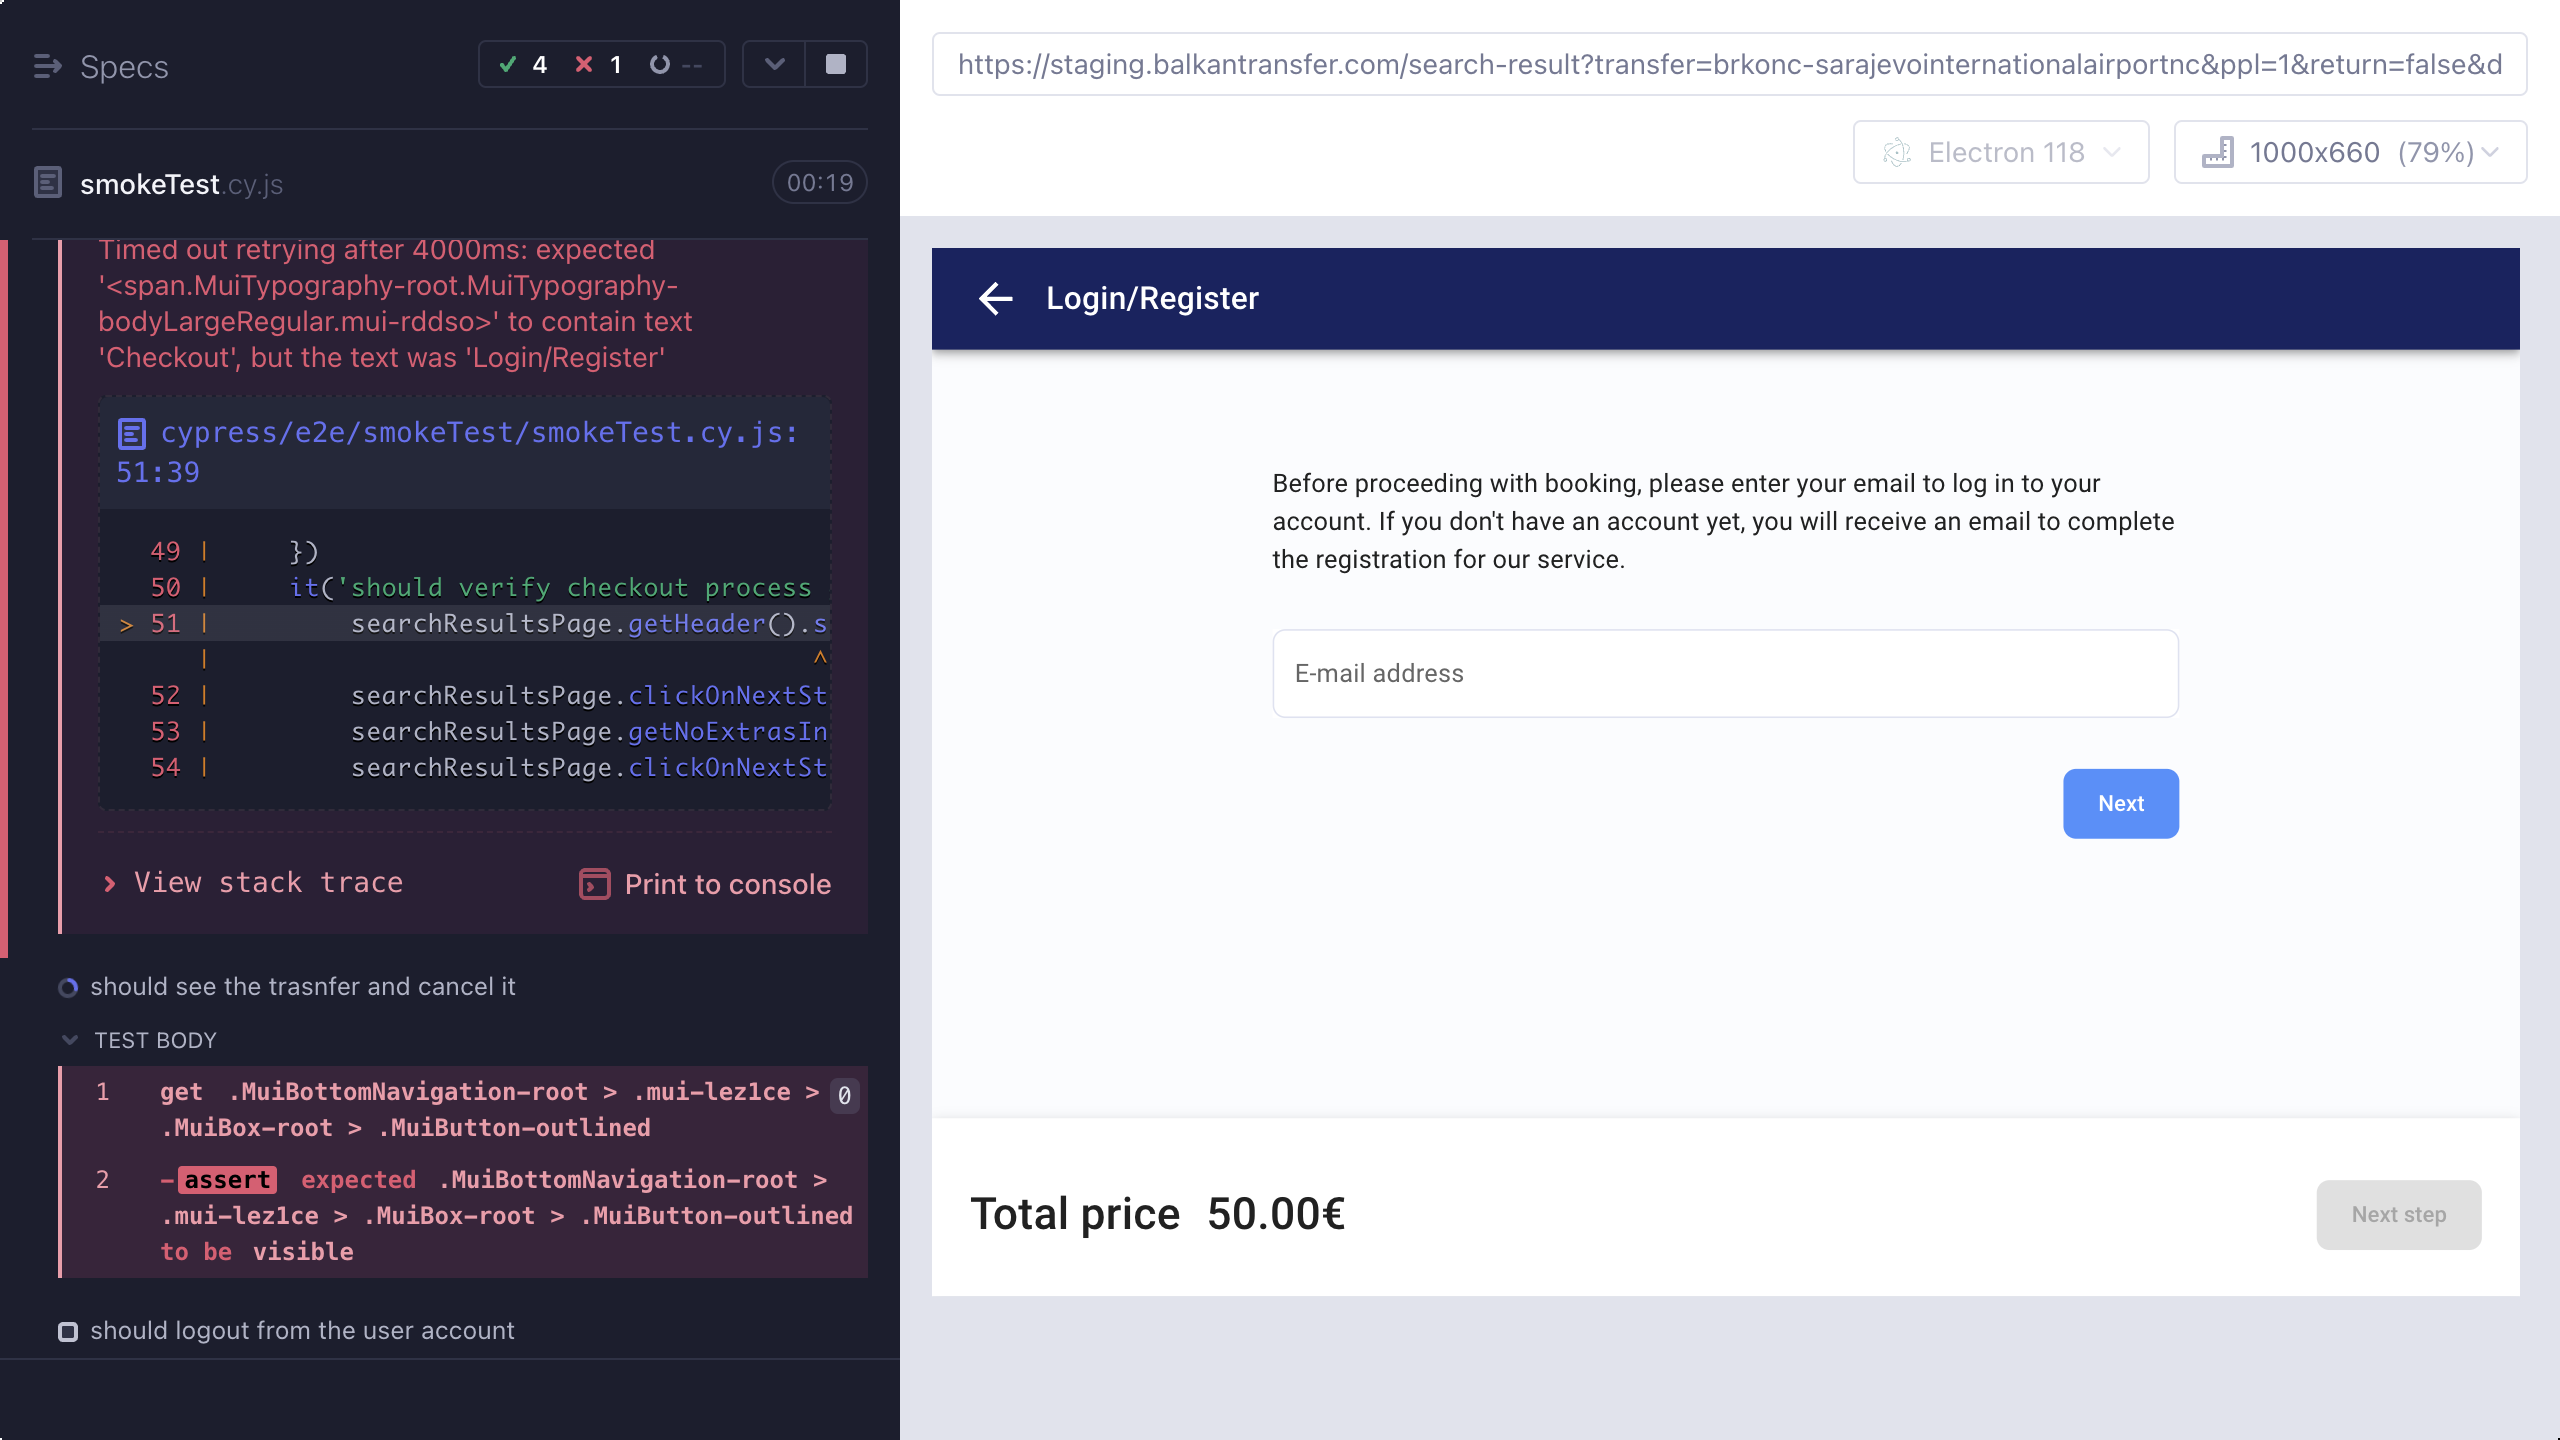 Specs
4 1 --
smokeTest.cy.js
00:19
Timed out retrying after 4000ms: expected
'<span.MuiTypography-root.MuiTypography-
bodyLargeRegular.mui-rddso>' to contain text
'Checkout', but the text was 'Login/Register'
cypress/e2e/smokeTest/smokeTest.cy.js:
51:39
49 | })
50 | it('should verify checkout process
> 51 | searchResultsPage.getHeader().s
| ^
52 | searchResultsPage.clickOnNextSt
53 | searchResultsPage.getNoExtrasIn
54 | searchResultsPage.clickOnNextSt
View stack trace
Print to console
should see the trasnfer and cancel it
TEST BODY
1 get .MuiBottomNavigation-root > .mui-lez1ce > 0
.MuiBox-root > .MuiButton-outlined
2 -assert expected .MuiBottomNavigation-root >
.mui-lez1ce > .MuiBox-root > .MuiButton-outlined
to be visible
should logout from the user account
https://staging.balkantransfer.com/search-result?transfer=brkonc-sarajevointernationalairportnc&ppl=1&return=false&d
Electron 118
1000x660 (79%)
Login/Register
Before proceeding with booking, please enter your email to log in to your
account. If you don't have an account yet, you will receive an email to complete
the registration for our service.
E-mail address
Next
Total price 50.00€
Next step